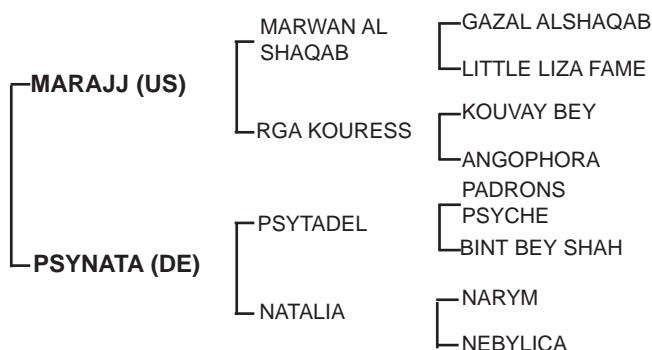 MARAJJ (US)
MARWAN AL
SHAQAB
GAZAL ALSHAQAB
LITTLE LIZA FAME
RGA KOURESS
KOUVAY BEY
ANGOPHORA
PSYNATA (DE)
PSYTADEL
PADRONS
PSYCHE
BINT BEY SHAH
NATALIA
NARYM
NEBYLICA